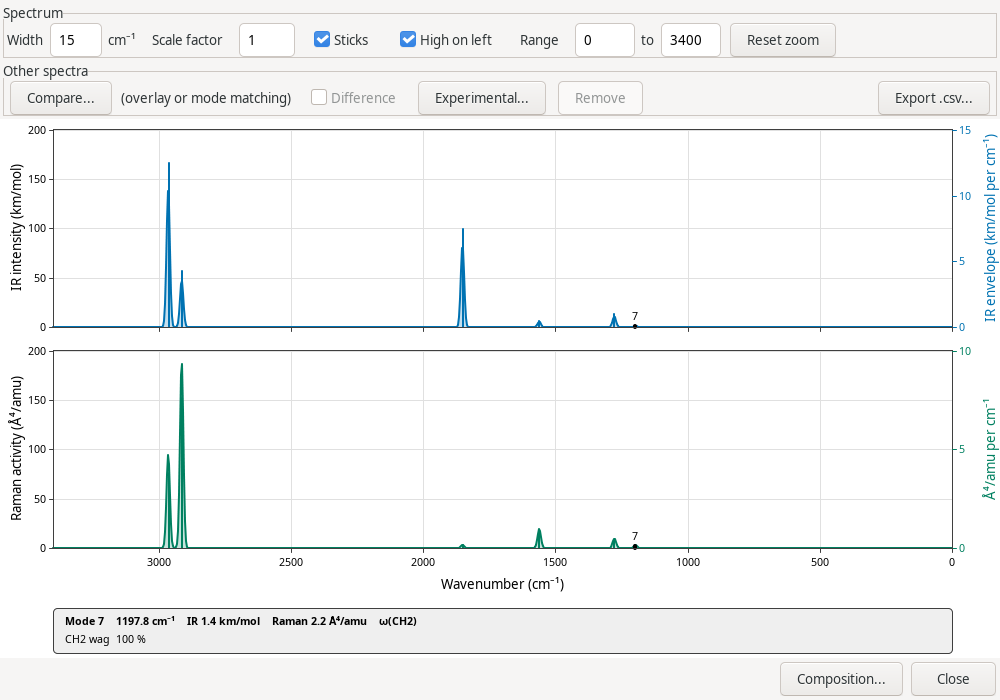 Spectrum
Width 15 cm⁻¹ Scale factor 1 Sticks High on left Range 0 to 3400 Reset zoom
Other spectra
Compare... (overlay or mode matching) Difference Experimental... Remove Export .csv...
IR intensity (km/mol)
200
150
100
50
0
7
15
10
5
0
IR envelope (km/mol per cm⁻¹)
Raman activity (Å⁴/amu)
200
150
100
50
0
7
10
5
0
Å⁴/amu per cm⁻¹
3000 2500 2000 1500 1000 500 0
Wavenumber (cm⁻¹)
Mode 7 1197.8 cm⁻¹ IR 1.4 km/mol Raman 2.2 Å⁴/amu ω(CH2)
CH2 wag 100 %
Composition... Close